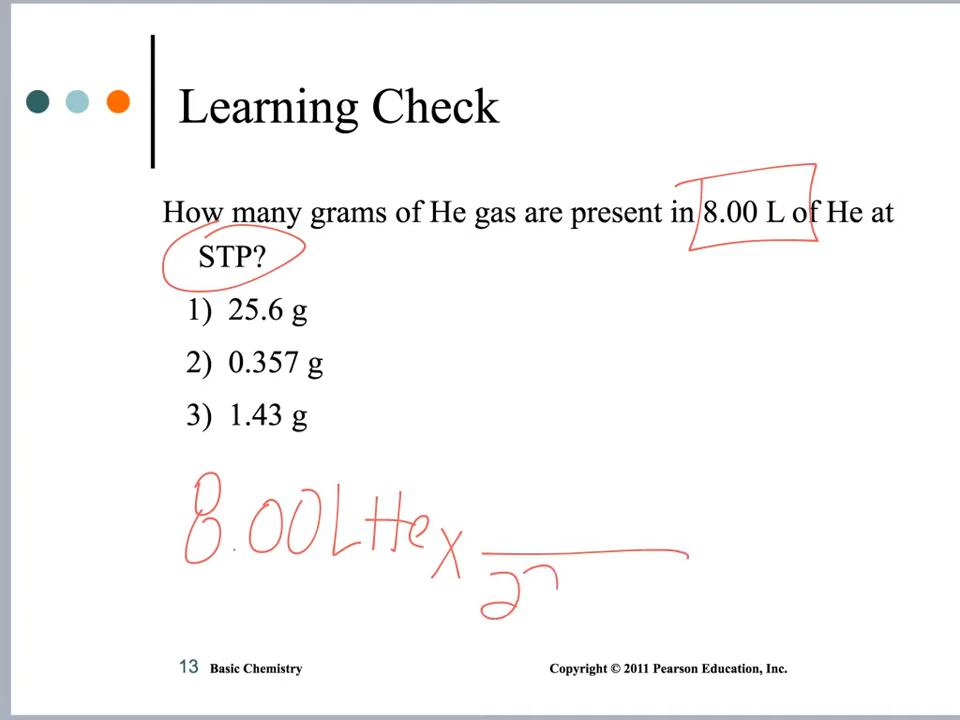 Learning Check
How many grams of He gas are present in 8.00 L of He at
STP?
1) 25.6 g
2) 0.357 g
3) 1.43 g
8.00 L He x
2
13 Basic Chemistry
Copyright © 2011 Pearson Education, Inc.